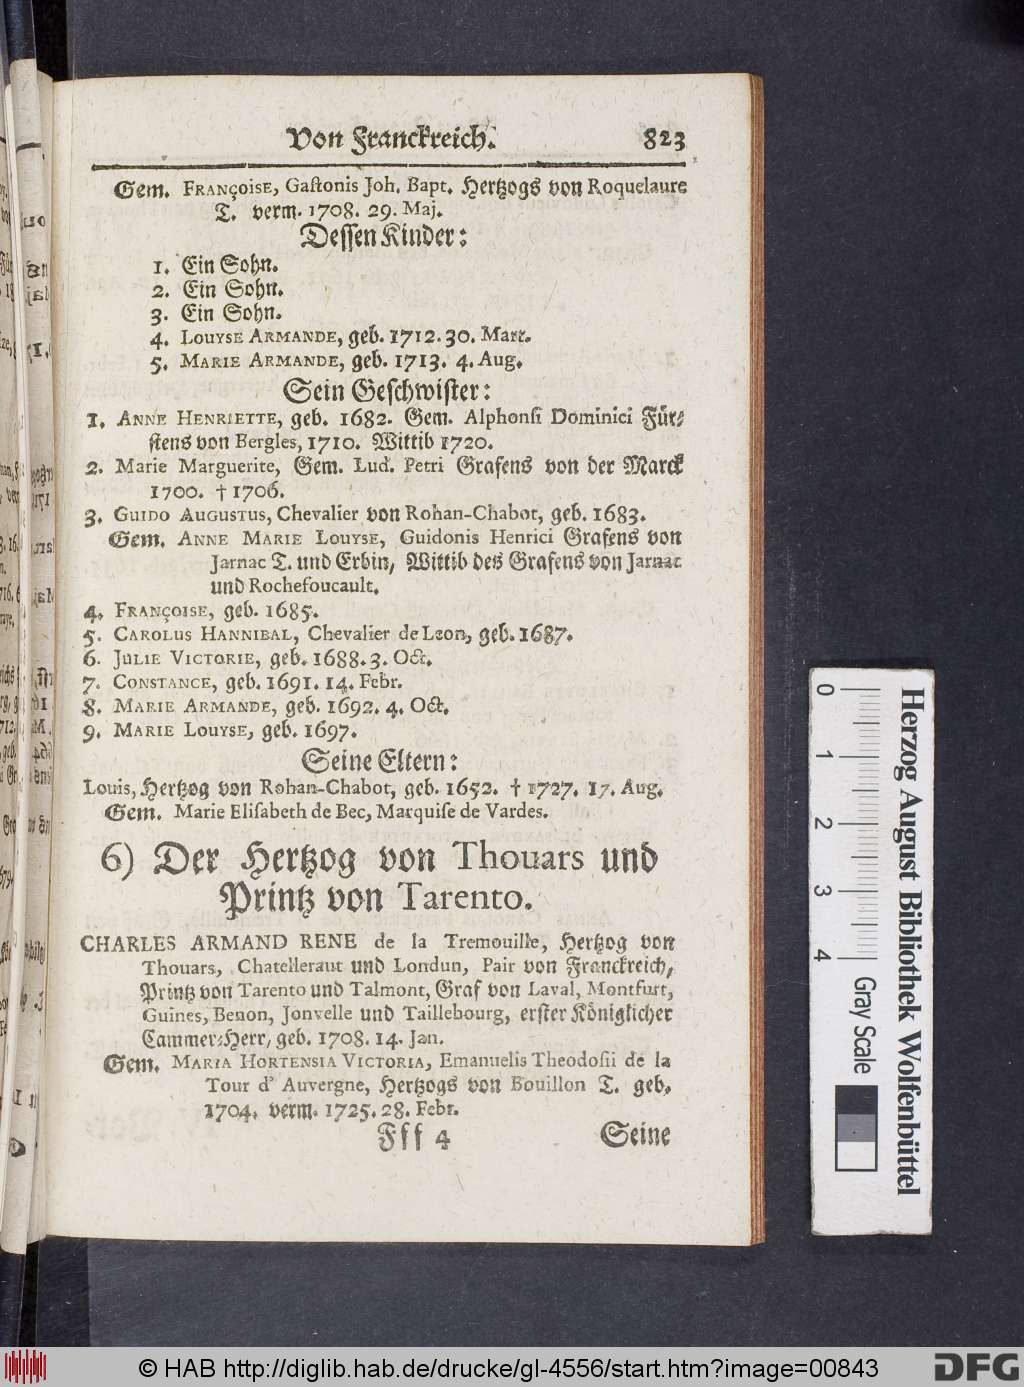 Von Franckreich. 823
Gem. Françoise, Gastonis Joh. Bapt. Hertzogs von Roquelaure
T. verm. 1708. 29. Maj.
Dessen Kinder:
1. Ein Sohn.
2. Ein Sohn.
3. Ein Sohn.
4. Louyse Armande, geb. 1712. 30. Mart.
5. Marie Armande, geb. 1713. 4. Aug.
Sein Geschwister:
1. Anne Henriette, geb. 1682. Gem. Alphonsi Dominici Für-
stens von Bergles, 1710. Wittib 1720.
2. Marie Marguerite, Gem. Lud. Petri Grafens von der Marck
1700. † 1706.
3. Guido Augustus, Chevalier von Rohan-Chabot, geb. 1683.
Gem. Anne Marie Louyse, Guidonis Henrici Grafens von
Jarnac T. und Erbin, Wittib des Grafens von Jarnac
und Rochefoucault.
4. Françoise, geb. 1685.
5. Carolus Hannibal, Chevalier de Leon, geb. 1687.
6. Julie Victorie, geb. 1688. 3. Oct.
7. Constance, geb. 1691. 14. Febr.
8. Marie Armande, geb. 1692. 4. Oct.
9. Marie Louyse, geb. 1697.
Seine Eltern:
Louis, Hertzog von Rohan-Chabot, geb. 1652. † 1727. 17. Aug.
Gem. Marie Elisabeth de Bec, Marquise de Vardes.
6) Der Hertzog von Thouars und
Printz von Tarento.
CHARLES ARMAND RENE de la Tremouille, Hertzog von
Thouars, Chatelleraut und Londun, Pair von Franckreich,
Printz von Tarento und Talmont, Graf von Laval, Montfurt,
Guines, Benon, Jonvelle und Taillebourg, erster Königlicher
Cammer-Herr, geb. 1708. 14. Jan.
Gem. Maria Hortensia Victoria, Emanuelis Theodosii de la
Tour d' Auvergne, Hertzogs von Bouillon T. geb.
1704. verm. 1725. 28. Febr.
Fff 4 Seine
0 1 2 3 4 Gray Scale
Herzog August Bibliothek Wolfenbüttel
© HAB http://diglib.hab.de/drucke/gl-4556/start.htm?image=00843
DFG